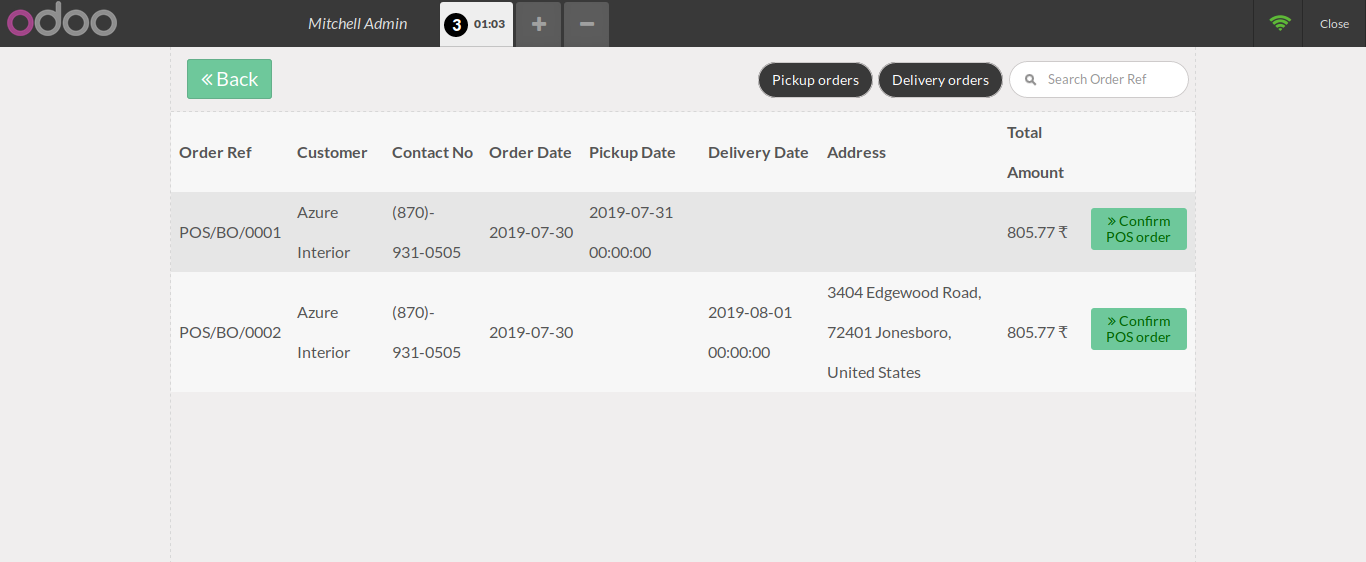 odoo Mitchell Admin 3 01:03 Close
Back Pickup orders Delivery orders Search Order Ref
Order Ref Customer Contact No Order Date Pickup Date Delivery Date Address Total
Amount
POS/BO/0001 Azure
Interior (870)-
931-0505 2019-07-30 2019-07-31
00:00:00 805.77 ₹ Confirm
POS order
POS/BO/0002 Azure
Interior (870)-
931-0505 2019-07-30 2019-08-01
00:00:00 3404 Edgewood Road,
72401 Jonesboro,
United States 805.77 ₹ Confirm
POS order